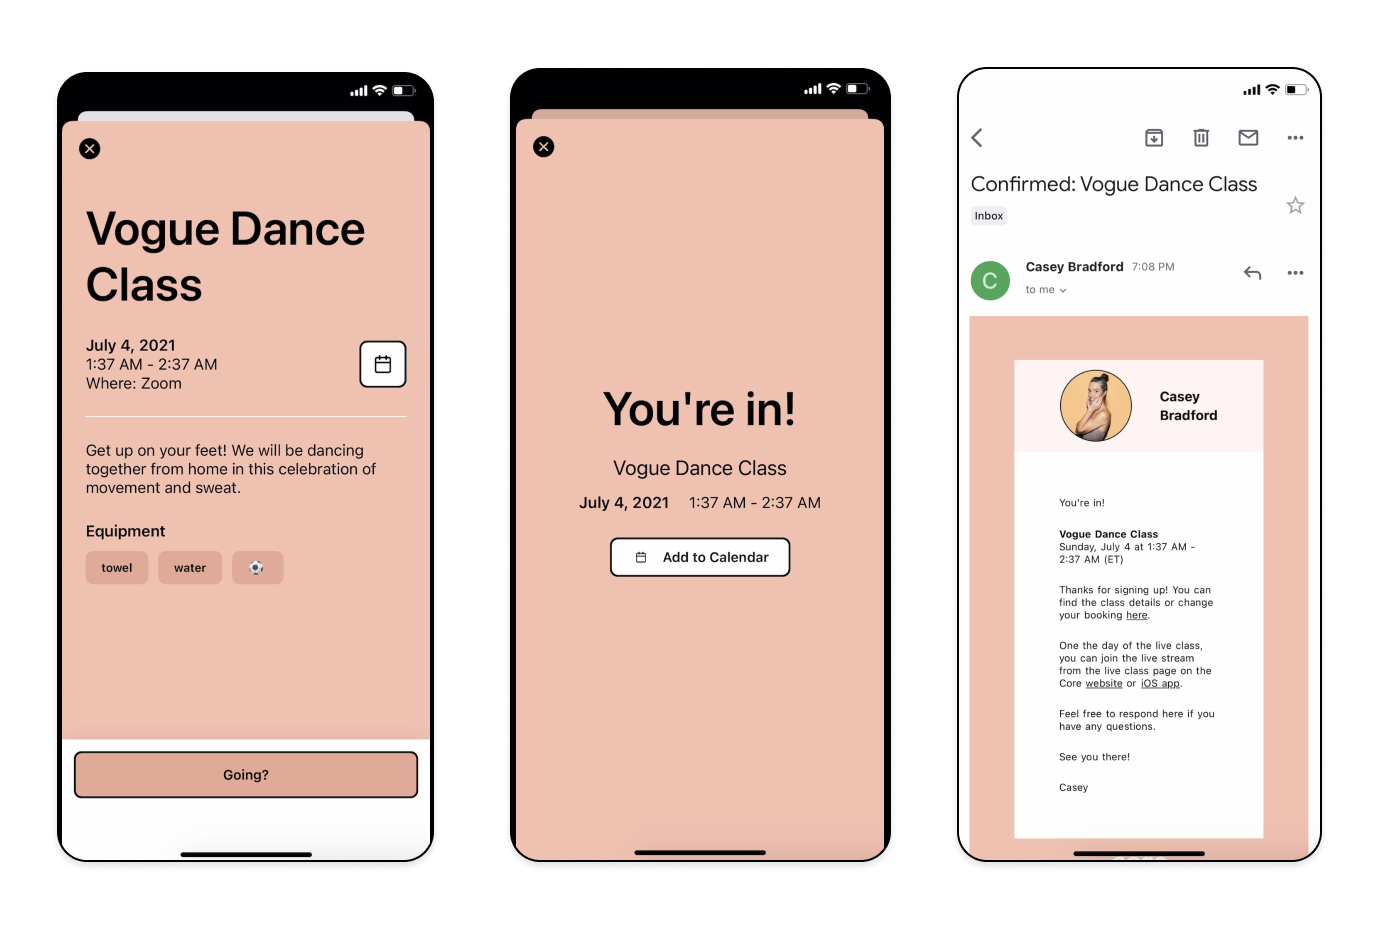 Vogue Dance
Class
July 4, 2021
1:37 AM - 2:37 AM
Where: Zoom
Get up on your feet! We will be dancing
together from home in this celebration of
movement and sweat.
Equipment
towel water
Going?
You're in!
Vogue Dance Class
July 4, 2021 1:37 AM - 2:37 AM
Add to Calendar
Confirmed: Vogue Dance Class
Inbox
C
Casey Bradford 7:08 PM
to me
Casey
Bradford
You're in!
Vogue Dance Class
Sunday, July 4 at 1:37 AM -
2:37 AM (ET)
Thanks for signing up! You can
find the class details or change
your booking here.
One the day of the live class,
you can join the live stream
from the live class page on the
Core website or iOS app.
Feel free to respond here if you
have any questions.
See you there!
Casey